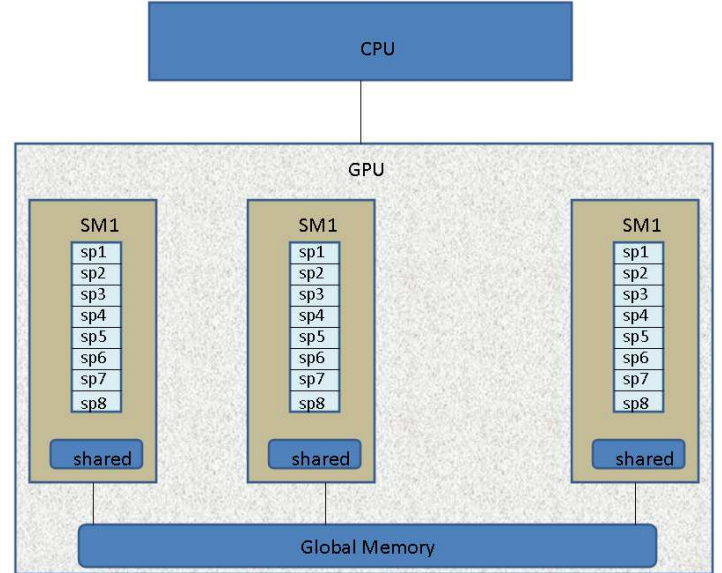 CPU
GPU
SM1
sp1
sp2
sp3
sp4
sp5
sp6
sp7
sp8
shared
SM1
sp1
sp2
sp3
sp4
sp5
sp6
sp7
sp8
shared
SM1
sp1
sp2
sp3
sp4
sp5
sp6
sp7
sp8
shared
Global Memory